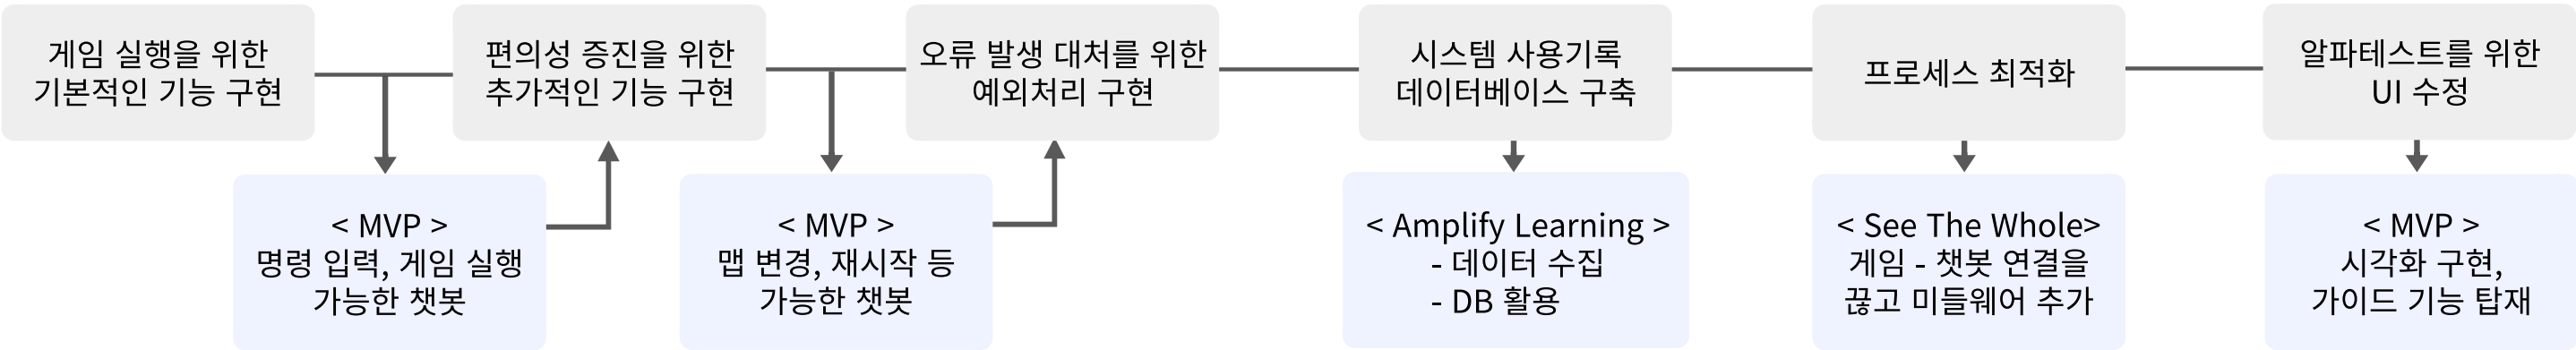 게임 실행을 위한
기본적인 기능 구현
편의성 증진을 위한
추가적인 기능 구현
오류 발생 대처를 위한
예외처리 구현
시스템 사용기록
데이터베이스 구축
프로세스 최적화
알파테스트를 위한
UI 수정
< MVP >
명령 입력, 게임 실행
가능한 챗봇
< MVP >
맵 변경, 재시작 등
가능한 챗봇
< Amplify Learning >
- 데이터 수집
- DB 활용
< See The Whole>
게임 - 챗봇 연결을
끊고 미들웨어 추가
< MVP >
시각화 구현,
가이드 기능 탑재